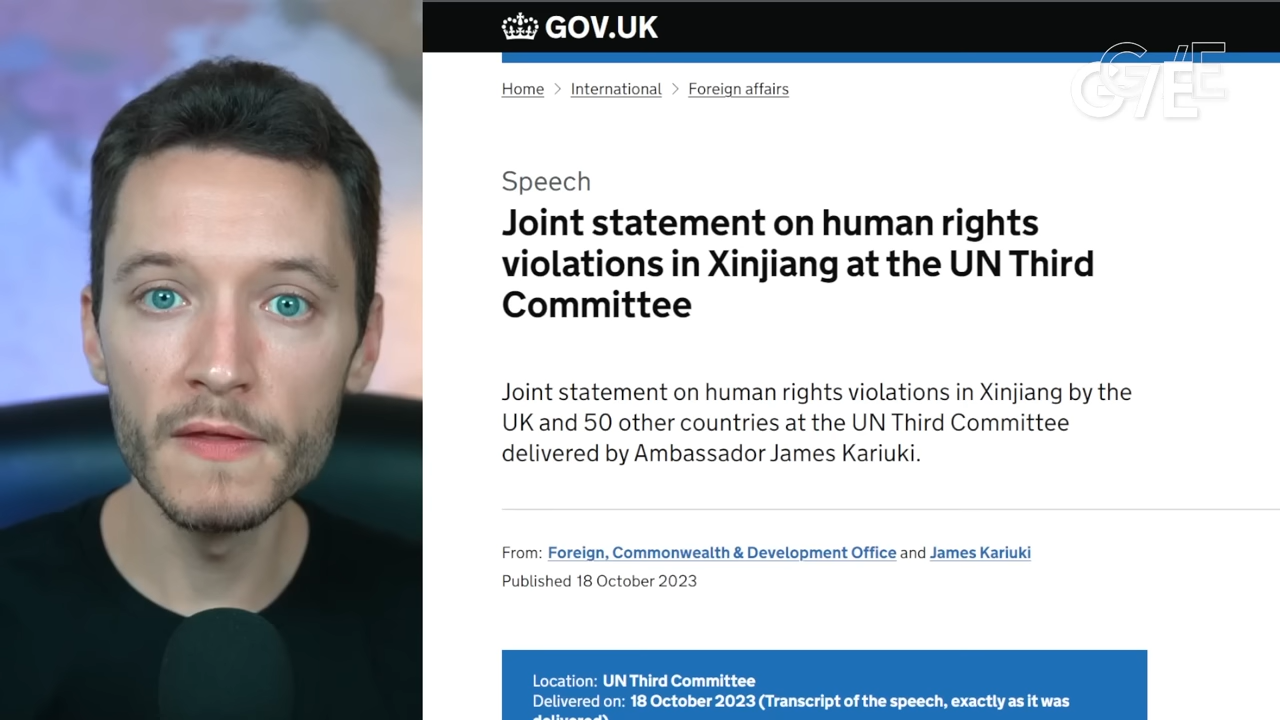 GOV.UK
Home > International > Foreign affairs
Speech
Joint statement on human rights
violations in Xinjiang at the UN Third
Committee
Joint statement on human rights violations in Xinjiang by the
UK and 50 other countries at the UN Third Committee
delivered by Ambassador James Kariuki.
From: Foreign, Commonwealth & Development Office and James Kariuki
Published 18 October 2023
Location: UN Third Committee
Delivered on: 18 October 2023 (Transcript of the speech, exactly as it was
delivered)